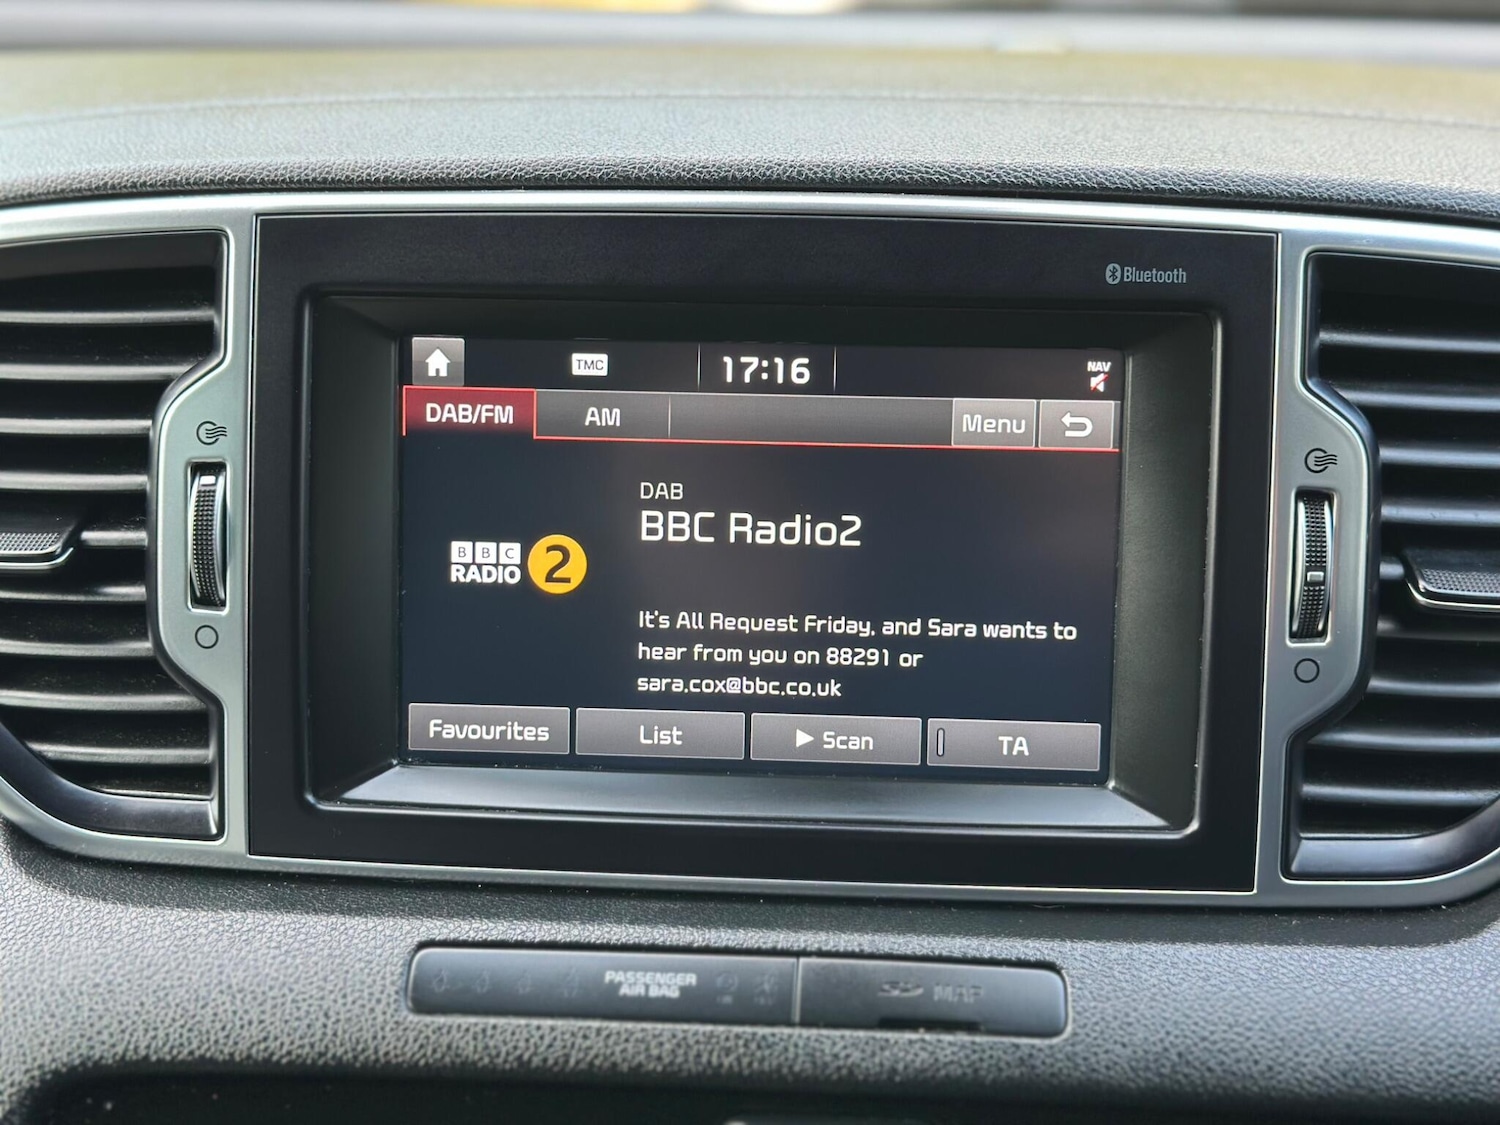 Bluetooth
TMC 17:16 NAV
DAB/FM AM Menu
DAB
BBC Radio2
BBC
RADIO 2
It's All Request Friday, and Sara wants to
hear from you on 88291 or
sara.cox@bbc.co.uk
Favourites List Scan TA
PASSENGER
AIR BAG
MAP